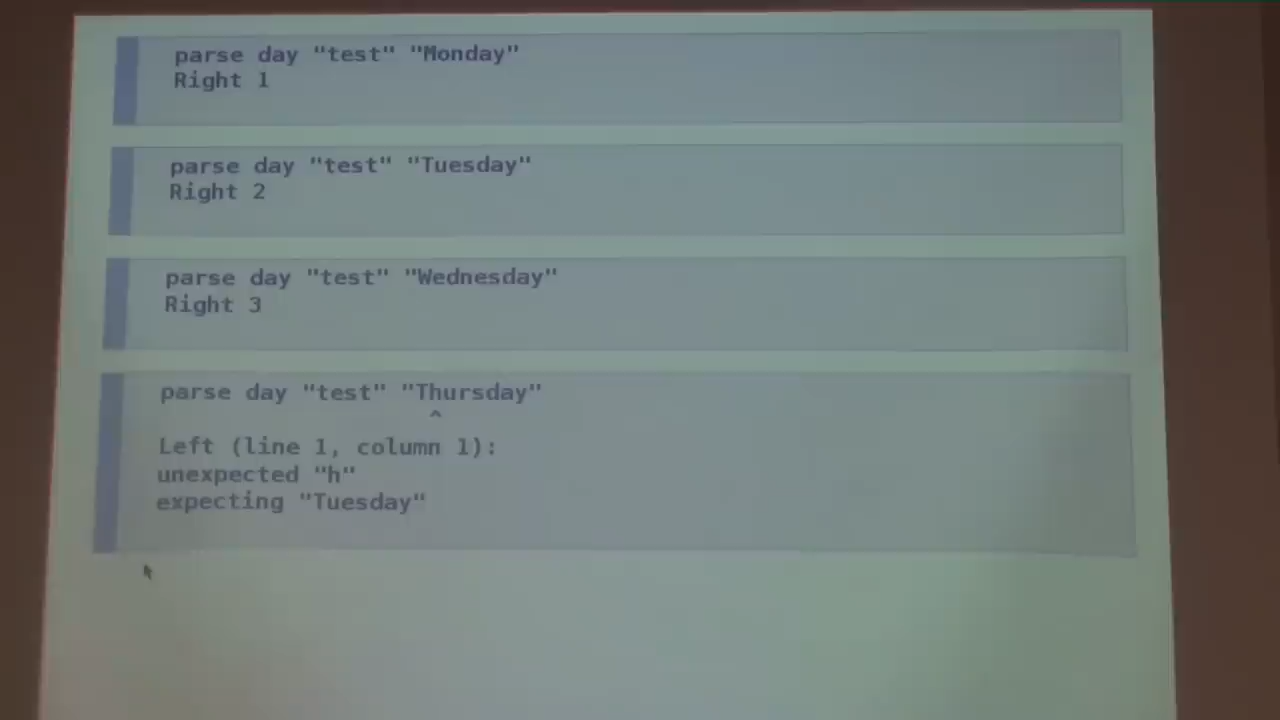 parse day "test" "Monday"
Right 1
parse day "test" "Tuesday"
Right 2
parse day "test" "Wednesday"
Right 3
parse day "test" "Thursday"
^
Left (line 1, column 1):
unexpected "h"
expecting "Tuesday"